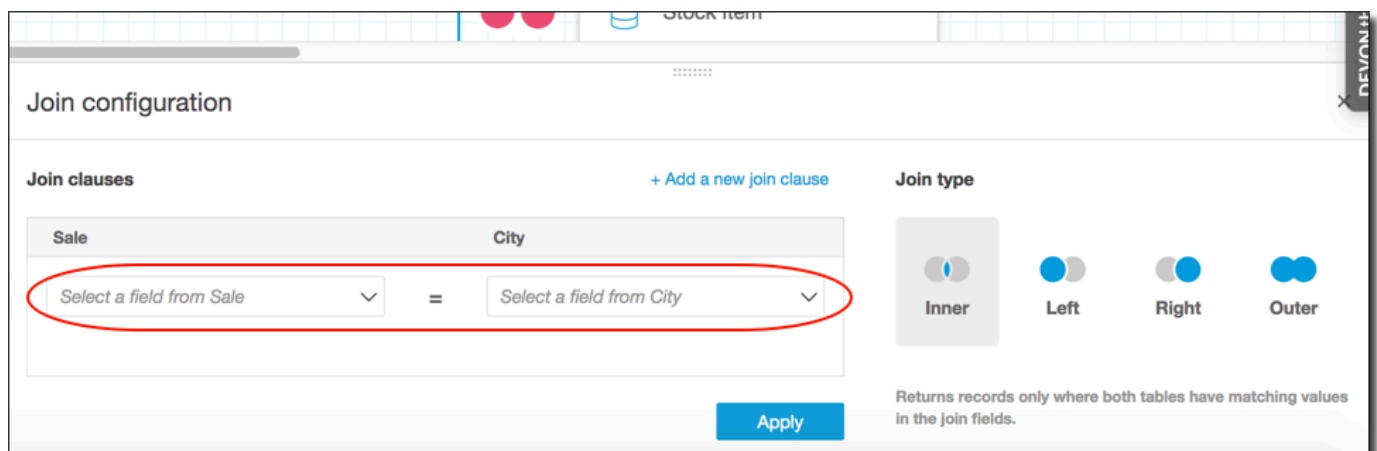 Stock Item
DEVONth
Join configuration
×
Join clauses
+ Add a new join clause
Join type
Sale
City
Select a field from Sale
=
Select a field from City
Inner
Left
Right
Outer
Returns records only where both tables have matching values
in the join fields.
Apply